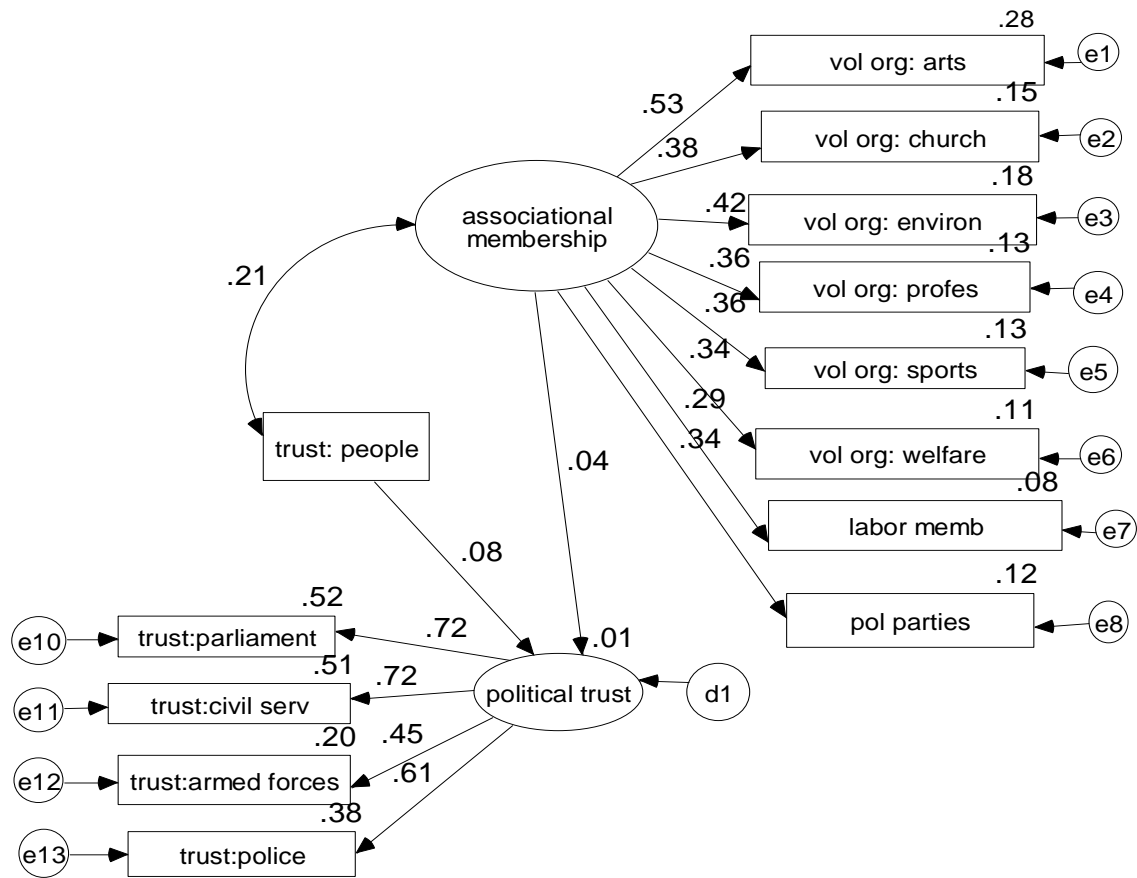 .28
vol org: arts
e1
.53
.15
vol org: church
e2
.38
.18
vol org: environ
e3
.42
associational
membership
.13
vol org: profes
e4
.36
.21
.36
.13
vol org: sports
e5
.34
.29
.11
vol org: welfare
e6
.34
trust: people
.04
.08
labor memb
e7
.08
.12
pol parties
e8
.52
trust:parliament
e10
.72
.01
political trust
d1
.51
trust:civil serv
e11
.72
.20
trust:armed forces
e12
.45
.61
.38
trust:police
e13